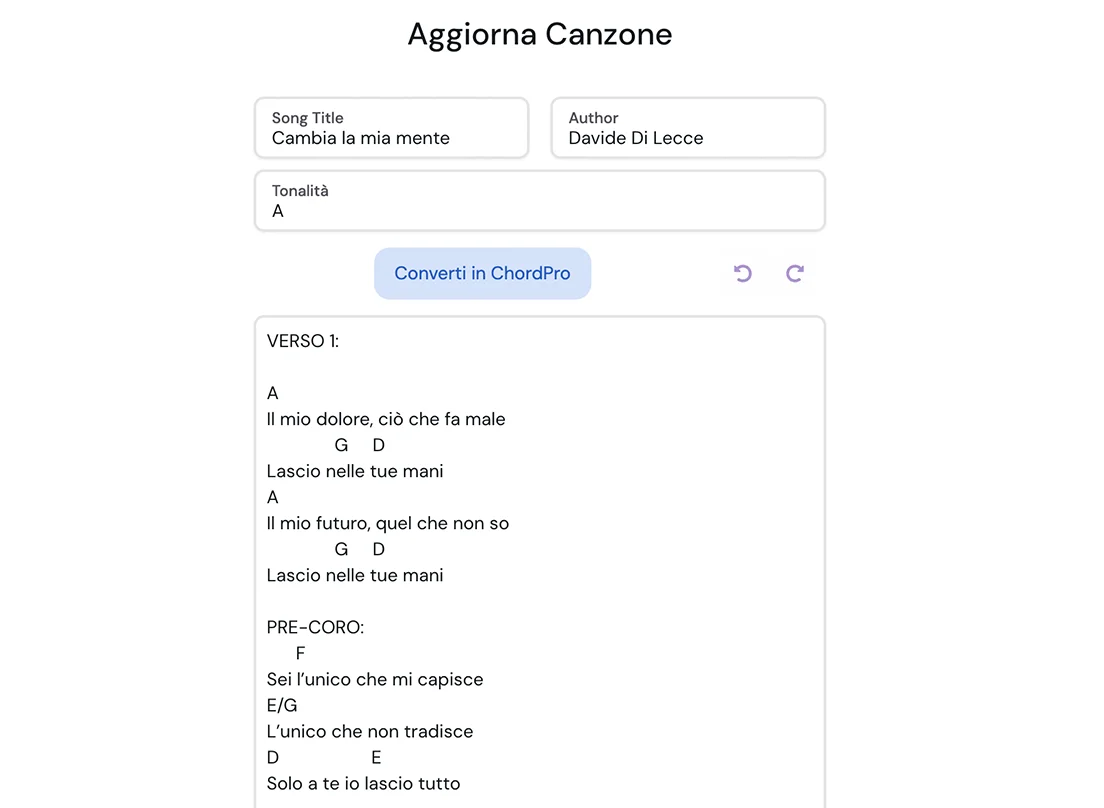 Aggiorna Canzone
Song Title
Cambia la mia mente
Author
Davide Di Lecce
Tonalità
A
Converti in ChordPro
VERSO 1:
A
Il mio dolore, ciò che fa male
G D
Lascio nelle tue mani
A
Il mio futuro, quel che non so
G D
Lascio nelle tue mani
PRE-CORO:
F
Sei l'unico che mi capisce
E/G
L'unico che non tradisce
D E
Solo a te io lascio tutto